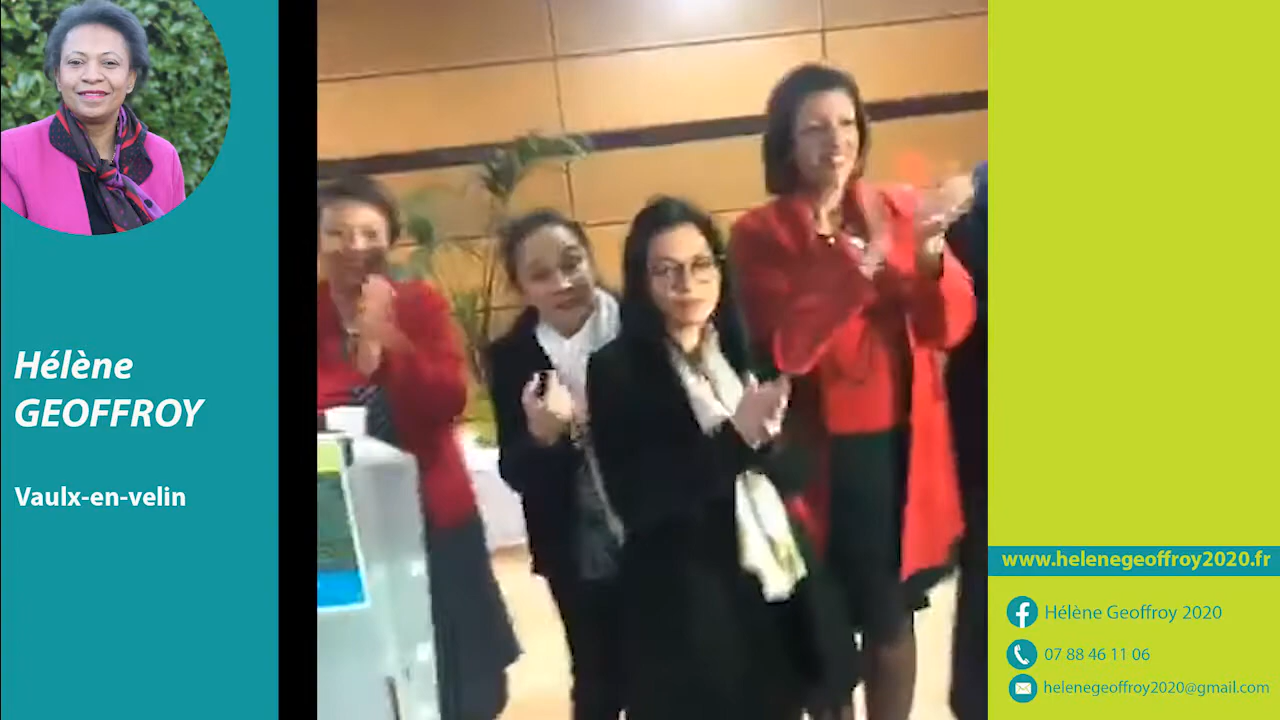 Hélène
GEOFFROY
Vaulx-en-velin
www.helenegeoffroy2020.fr
Hélène Geoffroy 2020
07 88 46 11 06
helenegeoffroy2020@gmail.com